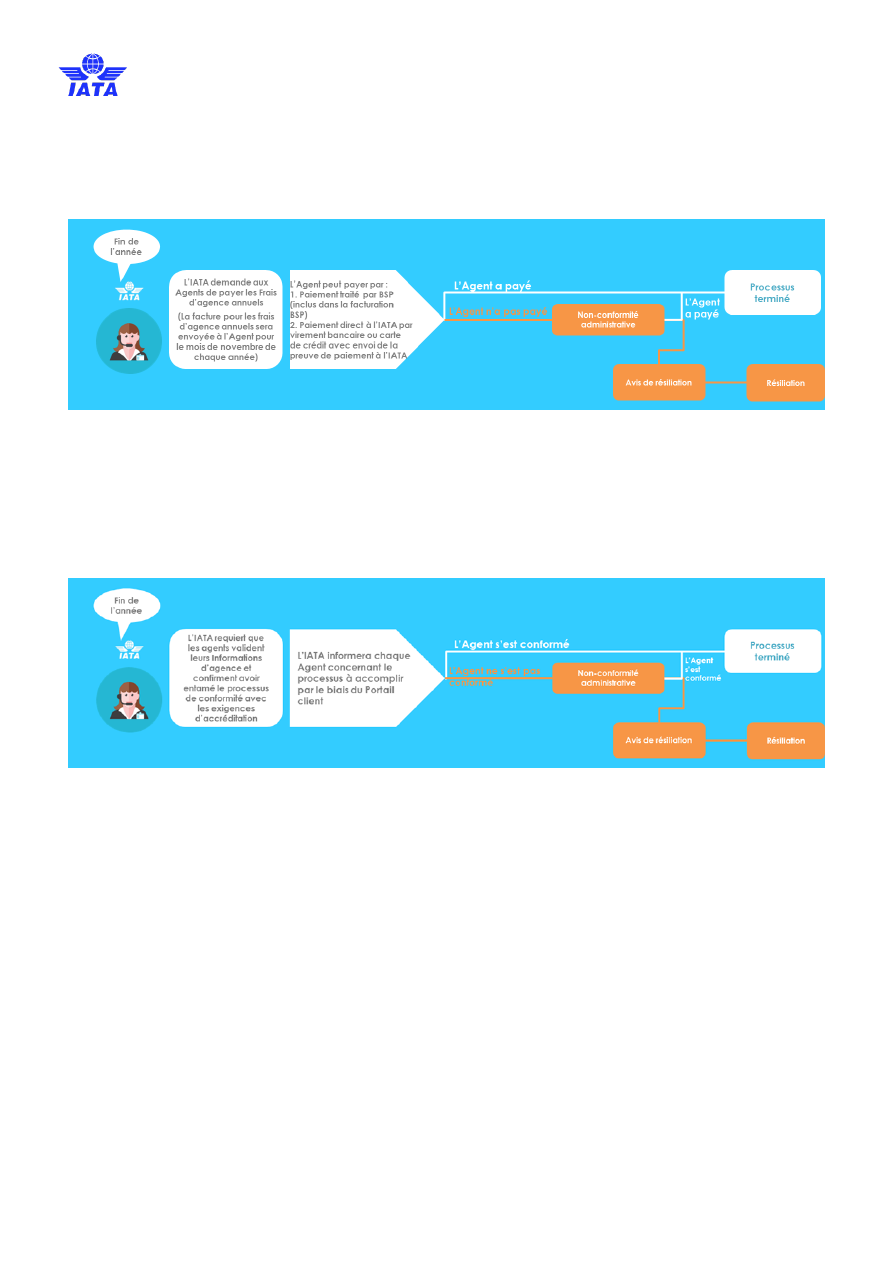 IATA
Fin de
l'année
IATA
L'IATA demande aux
Agents de payer les Frais
d'agence annuels
(La facture pour les frais
d'agence annuels sera
envoyée à l'Agent pour
le mois de novembre de
chaque année)
L'Agent peut payer par :
1. Paiement traité par BSP
(inclus dans la facturation
BSP)
2. Paiement direct à l'IATA par
virement bancaire ou carte
de crédit avec envoi de la
preuve de paiement à l'IATA
L'Agent a payé
L'Agent n'a pas payé
Non-conformité
administrative
L'Agent
a payé
Processus
terminé
Avis de résiliation
Résiliation
Fin de
l'année
IATA
L'IATA requiert que
les agents valident
leurs Informations
d'agence et
confirment avoir
entamé le processus
de conformité avec
les exigences
d'accréditation
L'IATA informera chaque
Agent concernant le
processus à accomplir
par le biais du Portail
client
L'Agent s'est conformé
L'Agent ne s'est pas
conformé
Non-conformité
administrative
L'Agent
s'est
conformé
Processus
terminé
Avis de résiliation
Résiliation